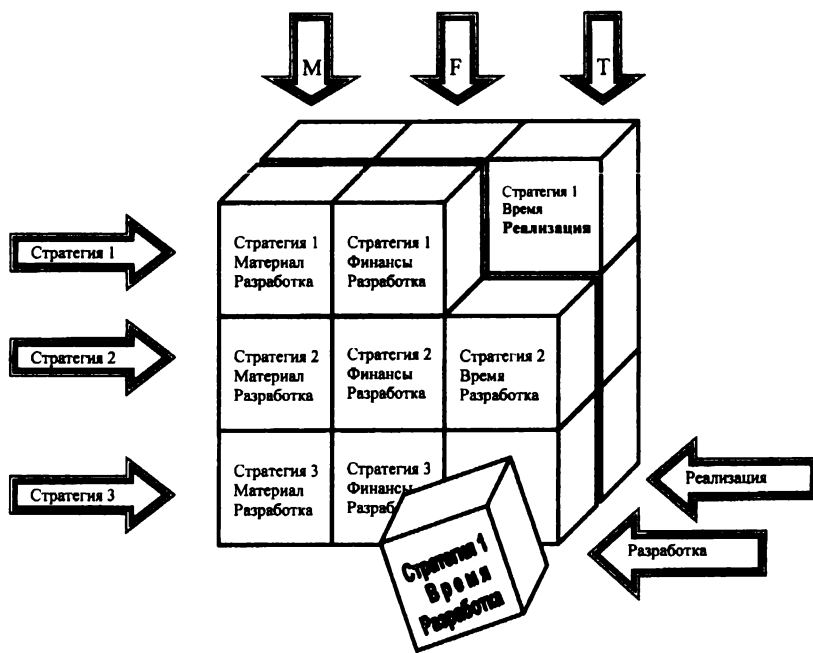 M
F
T
Стратегия 1
Время
Реализация
Стратегия 1
Стратегия 1
Материал
Разработка
Стратегия 1
Финансы
Разработка
Стратегия 2
Стратегия 2
Материал
Разработка
Стратегия 2
Финансы
Разработка
Стратегия 2
Время
Разработка
Стратегия 3
Стратегия 3
Материал
Разработка
Стратегия 3
Финансы
Реализация
Разработка
Стратегия 1
Время
Разработка